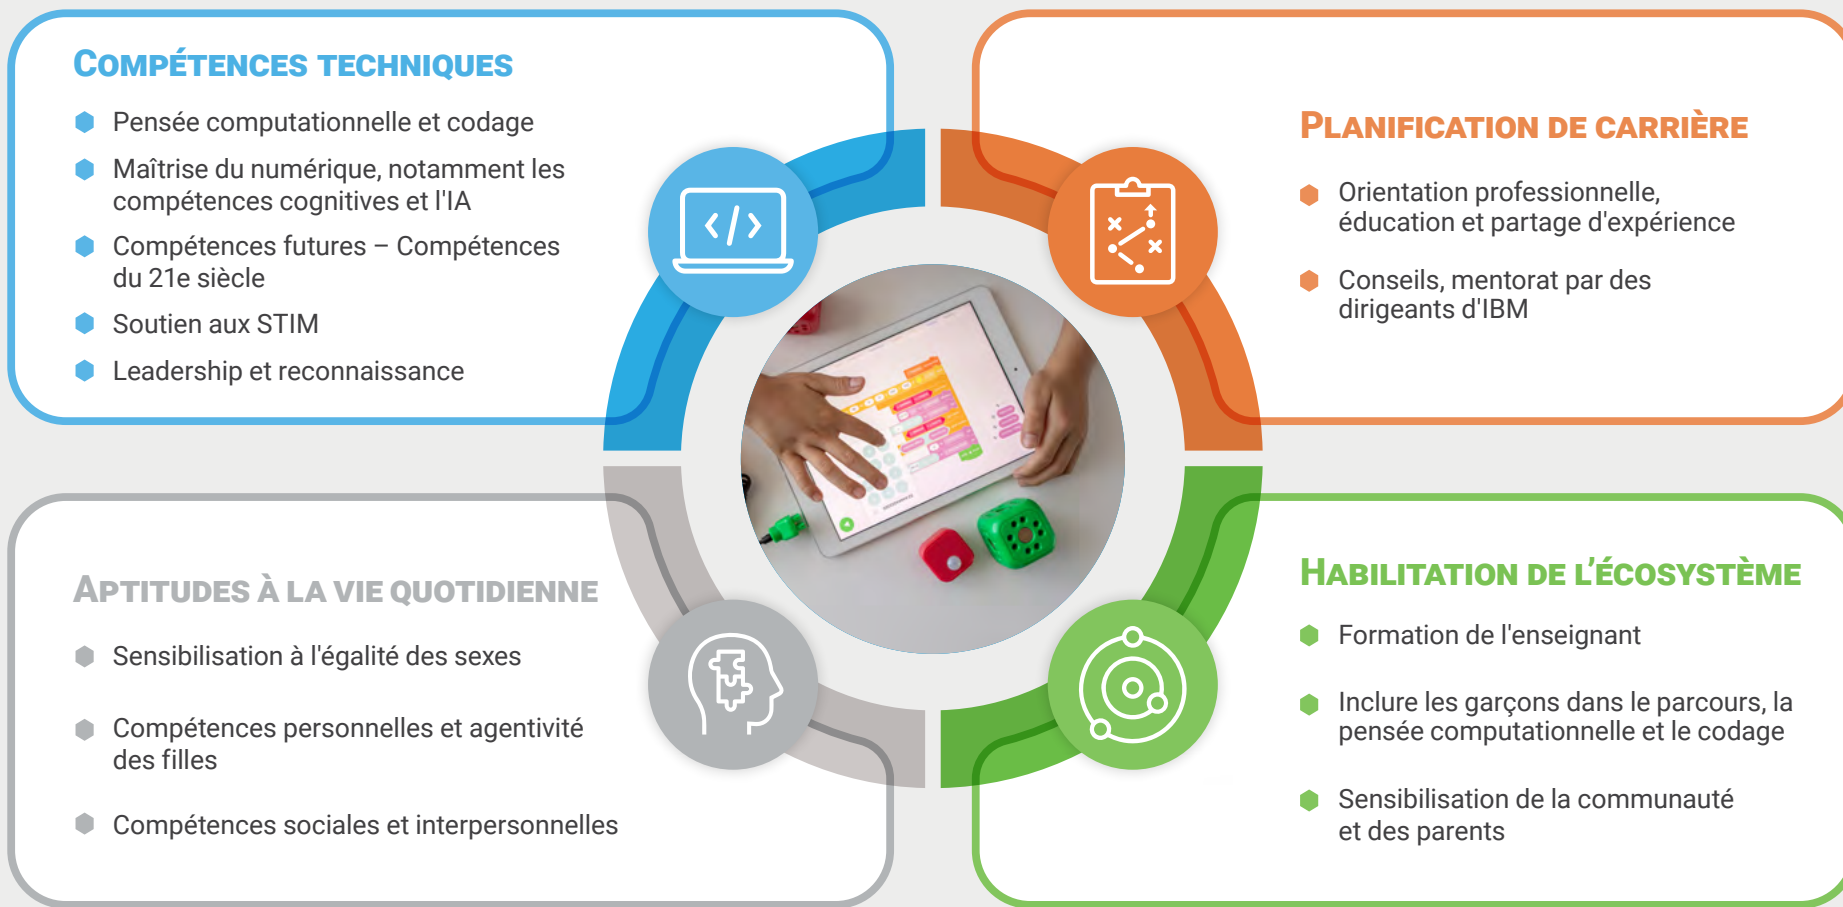 COMPÉTENCES TECHNIQUES
Pensée computationnelle et codage
Maîtrise du numérique, notamment les
compétences cognitives et l'IA
Compétences futures – Compétences
du 21e siècle
Soutien aux STIM
Leadership et reconnaissance
PLANIFICATION DE CARRIÈRE
Orientation professionnelle,
éducation et partage d'expérience
Conseils, mentorat par des
dirigeants d'IBM
APTITUDES À LA VIE QUOTIDIENNE
Sensibilisation à l'égalité des sexes
Compétences personnelles et agentivité
des filles
Compétences sociales et interpersonnelles
HABILITATION DE L’ÉCOSYSTÈME
Formation de l'enseignant
Inclure les garçons dans le parcours, la
pensée computationnelle et le codage
Sensibilisation de la communauté
et des parents